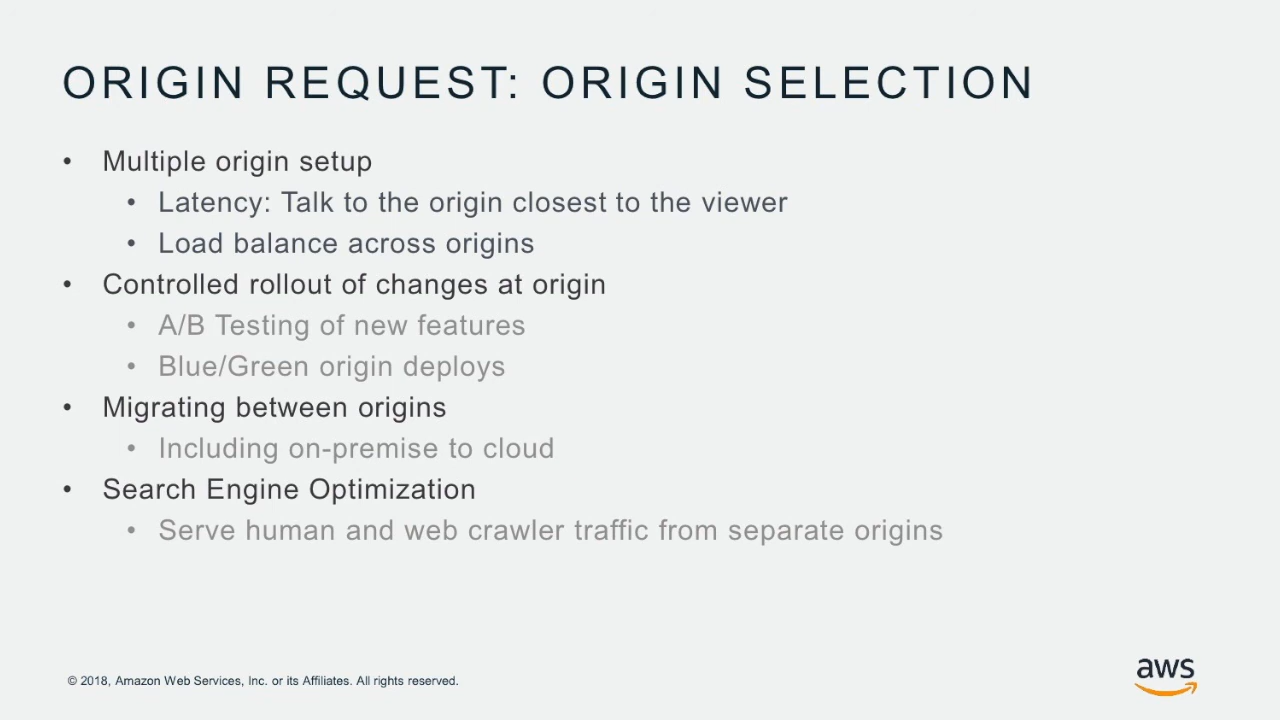 ORIGIN REQUEST: ORIGIN SELECTION
• Multiple origin setup
• Latency: Talk to the origin closest to the viewer
• Load balance across origins
• Controlled rollout of changes at origin
• A/B Testing of new features
• Blue/Green origin deploys
• Migrating between origins
• Including on-premise to cloud
• Search Engine Optimization
• Serve human and web crawler traffic from separate origins
© 2018, Amazon Web Services, Inc. or its Affiliates. All rights reserved.
aws